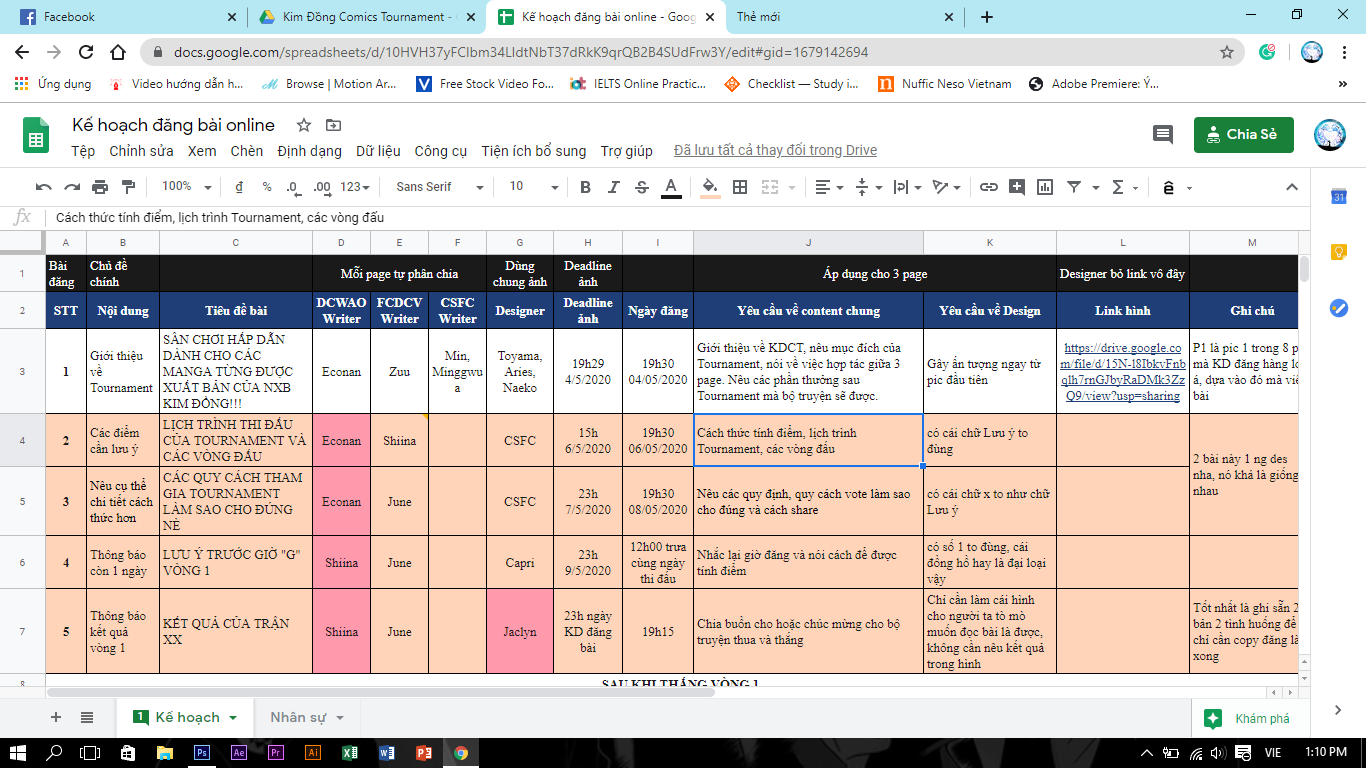 Facebook
Kim Đồng Comics Tournament - G
Kế hoạch đăng bài online - Goog
Thẻ mới
docs.google.com/spreadsheets/d/10HVH37yFClbm34LldtNbT37dRkK9qrQB2B4SUdFrw3Y/edit#gid=1679142694
Ứng dụng
Video hướng dẫn h...
Browse | Motion Ar...
Free Stock Video Fo...
IELTS Online Practic...
Checklist — Study i...
Nuffic Neso Vietnam
Adobe Premiere: Ý...
Kế hoạch đăng bài online
Chia Sẻ
Tệp Chỉnh sửa Xem Chèn Định dạng Dữ liệu Công cụ Tiện ích bổ sung Trợ giúp Đã lưu tất cả thay đổi trong Drive
100% đ % .0 .00 123 Sans Serif 10 B I S A
fx Cách thức tính điểm, lịch trình Tournament, các vòng đấu
A B C D E F G H I J K L M
1
Bài đăng
Chủ đề chính
Mỗi page tự phân chia
Dùng chung ảnh
Deadline ảnh
Áp dụng cho 3 page
Designer bỏ link vô đây
2
STT
Nội dung
Tiêu đề bài
DCWAO Writer
FCDCV Writer
CSFC Writer
Designer
Deadline ảnh
Ngày đăng
Yêu cầu về content chung
Yêu cầu về Design
Link hình
Ghi chú
3
1
Giới thiệu
về
Tournament
SÂN CHƠI HẤP DẪN
DÀNH CHO CÁC
MANGA TỪNG ĐƯỢC
XUẤT BẢN CỦA NXB
KIM ĐỒNG!!!
Econan
Zuu
Min,
Minggwu
a
Toyama,
Aries,
Naeko
19h29
4/5/2020
19h30
04/05/2020
Giới thiệu về KDCT, nêu mục đích của
Tournament, nói về việc hợp tác giữa 3
page. Nêu các phần thưởng sau
Tournament mà bộ truyện sẽ được.
Gây ấn tượng ngay từ
pic đầu tiên
https://drive.google.co
m/file/d/15N-l8IbkvFnb
qlh7rnGJbyRaDMk3Zz
Q9/view?usp=sharing
P1 là pic 1 trong 8 p
mà KD đăng hàng lo
á, dựa vào đó mà viê
bài
4
2
Các điểm
cần lưu ý
LỊCH TRÌNH THI ĐẤU
CỦA TOURNAMENT VÀ
CÁC VÒNG ĐẤU
Econan
Shiina
CSFC
15h
6/5/2020
19h30
06/05/2020
Cách thức tính điểm, lịch trình
Tournament, các vòng đấu
có cái chữ Lưu ý to
đùng
2 bài này 1 ng des
nha, nó khá là giống
nhau
5
3
Nêu cụ thể
chi tiết cách
thức hơn
CÁC QUY CÁCH THAM
GIA TOURNAMENT
LÀM SAO CHO ĐÚNG
NÈ
Econan
June
CSFC
23h
7/5/2020
19h30
08/05/2020
Nêu các quy định, quy cách vote làm sao
cho đúng và cách share
có cái chữ x to như chữ
Lưu ý
6
4
Thông báo
còn 1 ngày
LƯU Ý TRƯỚC GIỜ "G"
VÒNG 1
Shiina
June
Capri
23h
9/5/2020
12h00 trưa
cùng ngày
thi đấu
Nhắc lại giờ đăng và nói cách để được
tính điểm
có số 1 to đùng, cái
đồng hồ hay là đại loại
vậy
7
5
Thông báo
kết quả
vòng 1
KẾT QUẢ CỦA TRẬN
XX
Shiina
June
Jaclyn
23h ngày
KD đăng
bài
19h15
Chia buồn cho hoặc chúc mừng cho bộ
truyện thua và thắng
Chỉ cần làm cái hình
cho người ta tò mò
muốn đọc bài là được,
không cần nêu kết quả
trong hình
Tốt nhất là ghi sẵn 2
bản 2 tình huống để
chỉ cần copy đăng là
xong
8
SAU KHI THẮNG VÒNG 1
1 Kế hoạch
Nhân sự
Khám phá
31
Ps Ae Pr Ai
VIE
1:10 PM